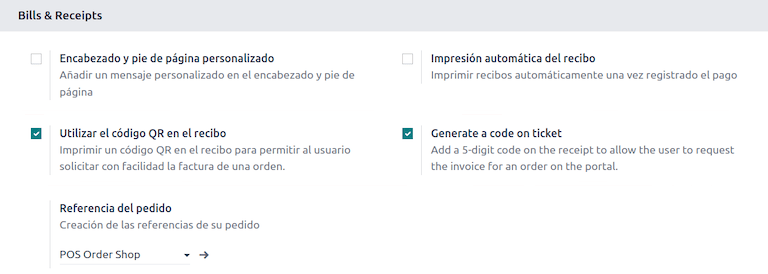 Bills & Receipts
Encabezado y pie de página personalizado
Añadir un mensaje personalizado en el encabezado y pie de
página
Impresión automática del recibo
Imprimir recibos automáticamente una vez registrado el pago
Utilizar el código QR en el recibo
Imprimir un código QR en el recibo para permitir al usuario
solicitar con facilidad la factura de una orden.
Generate a code on ticket
Add a 5-digit code on the receipt to allow the user to request
the invoice for an order on the portal.
Referencia del pedido
Creación de las referencias de su pedido
POS Order Shop